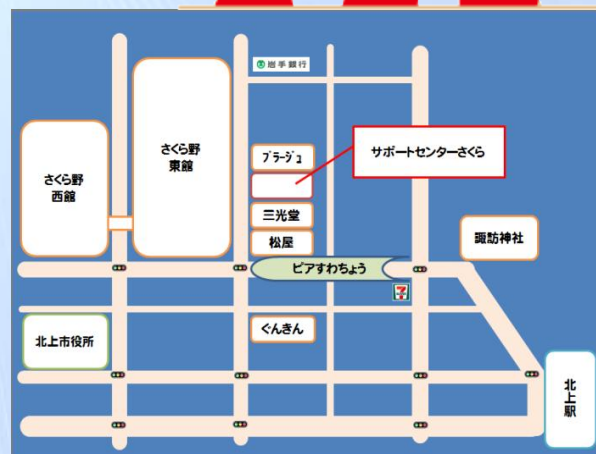 岩手銀行
プラージュ
サポートセンターさくら
さくら野
東館
さくら野
西館
三光堂
松屋
諏訪神社
ピアすわちょう
7
ぐんきん
北上市役所
北上駅